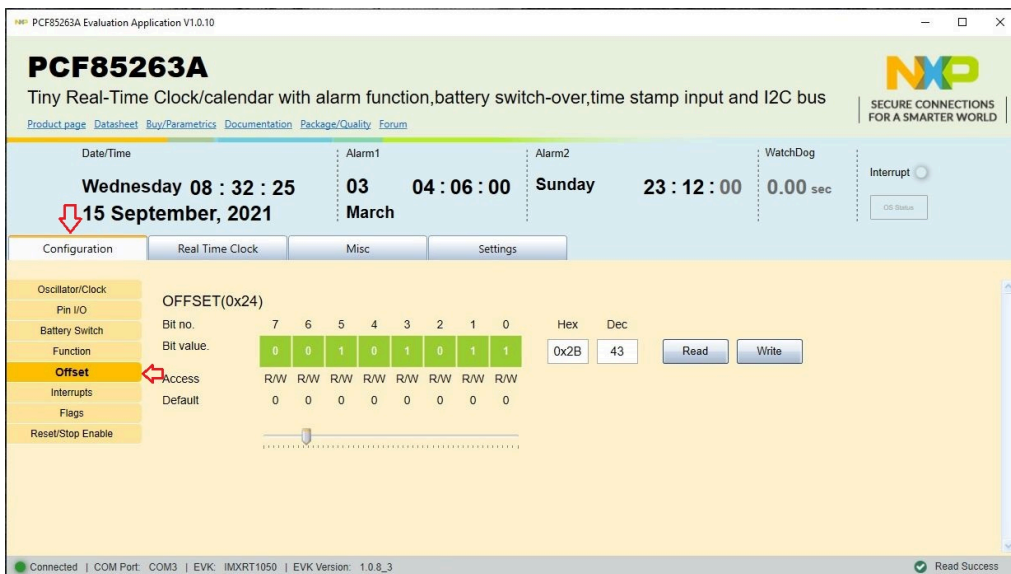 NXP PCF85263A Evaluation Application V1.0.10
PCF85263A
Tiny Real-Time Clock/calendar with alarm function,battery switch-over,time stamp input and I2C bus
Product page Datasheet Buy/Parametrics Documentation Package/Quality Forum
NXP
SECURE CONNECTIONS
FOR A SMARTER WORLD
Date/Time
Wednesday 08 : 32 : 25
15 September, 2021
Alarm1
03 04 : 06 : 00
March
Alarm2
Sunday 23 : 12 : 00
WatchDog
0.00 sec
Interrupt
OS Status
Configuration Real Time Clock Misc Settings
Oscillator/Clock
Pin I/O
Battery Switch
Function
Offset
Interrupts
Flags
Reset/Stop Enable
OFFSET(0x24)
Bit no. 7 6 5 4 3 2 1 0 Hex Dec
Bit value. 0 0 1 0 1 0 1 1 0x2B 43 Read Write
Access R/W R/W R/W R/W R/W R/W R/W R/W
Default 0 0 0 0 0 0 0 0
Connected | COM Port: COM3 | EVK: IMXRT1050 | EVK Version: 1.0.8_3
Read Success